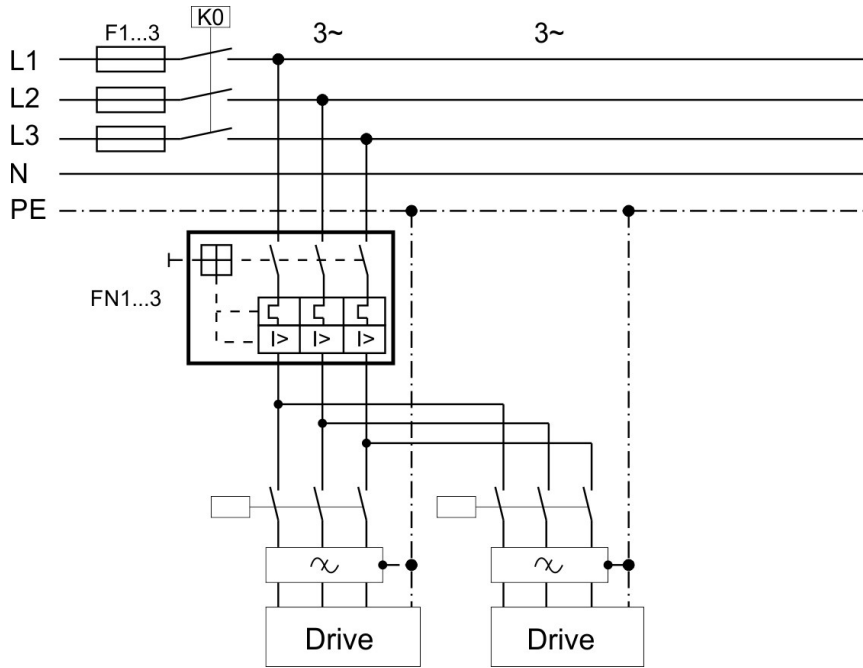 K0
F1...3
3~
3~
L1
L2
L3
N
PE
FN1...3
I> I> I>
Drive
Drive